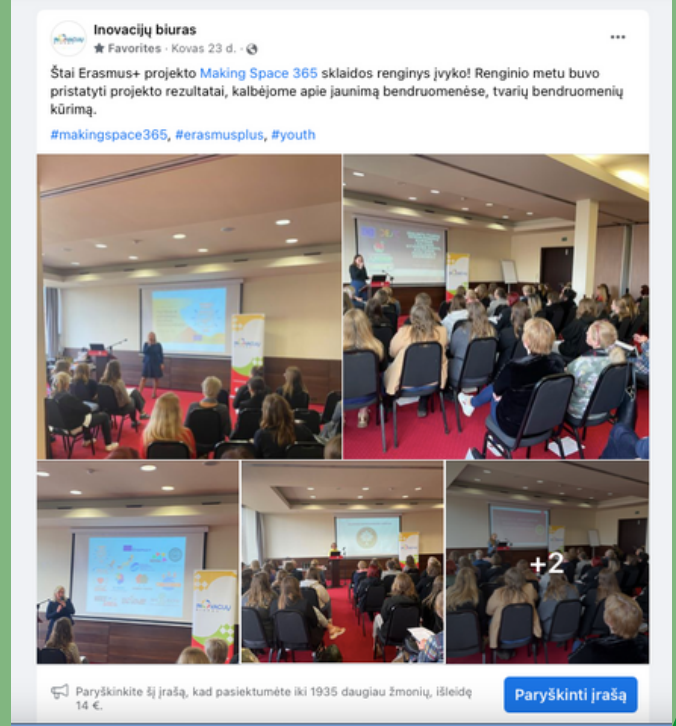 Inovacijų biuras
Favorites · Kovas 23 d. ·
Štai Erasmus+ projekto Making Space 365 sklaidos renginys įvyko! Renginio metu buvo
pristatyti projekto rezultatai, kalbėjome apie jaunimą bendruomenėse, tvarių bendruomenių
kūrimą.
#makingspace365, #erasmusplus, #youth
INOVACIJŲ
+2
Paryškinkite šį įrašą, kad pasiektumėte iki 1935 daugiau žmonių, išleidę
14 €.
Paryškinti įrašą